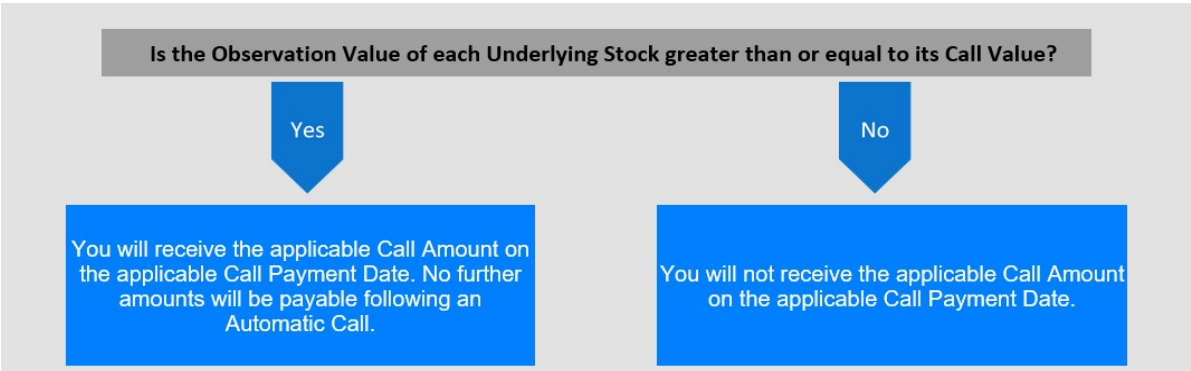 Is the Observation Value of each Underlying Stock greater than or equal to its Call Value?
Yes
No
You will receive the applicable Call Amount on
the applicable Call Payment Date. No further
amounts will be payable following an
Automatic Call.
You will not receive the applicable Call Amount
on the applicable Call Payment Date.